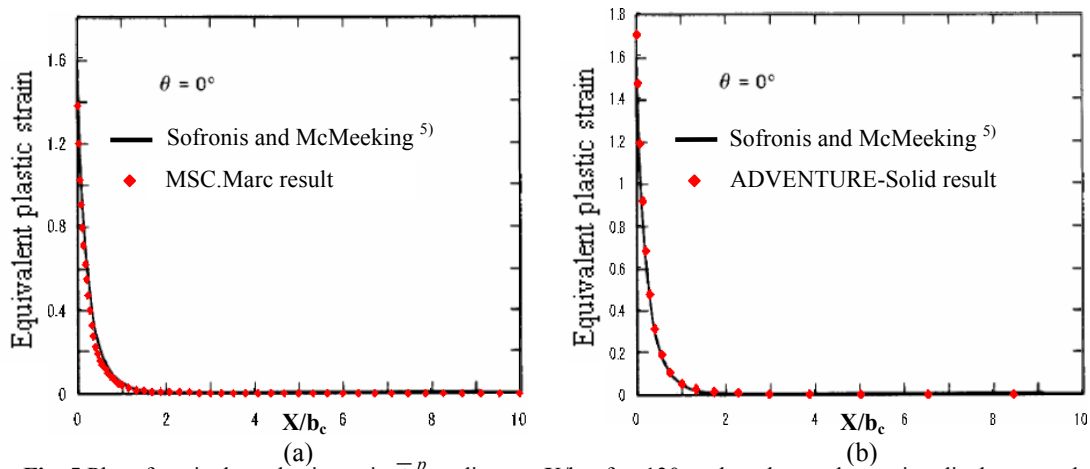 Equivalent plastic strain
1.6
1.2
0.8
0.4
0
θ = 0°
Sofronis and McMeeking 5)
MSC.Marc result
0 2 4 6 8 10
X/bc
(a)
Equivalent plastic strain
1.8
1.6
1.4
1.2
1
0.8
0.6
0.4
0.2
0
θ = 0°
Sofronis and McMeeking 5)
ADVENTURE-Solid result
0 2 4 6 8 10
X/bc
(b)